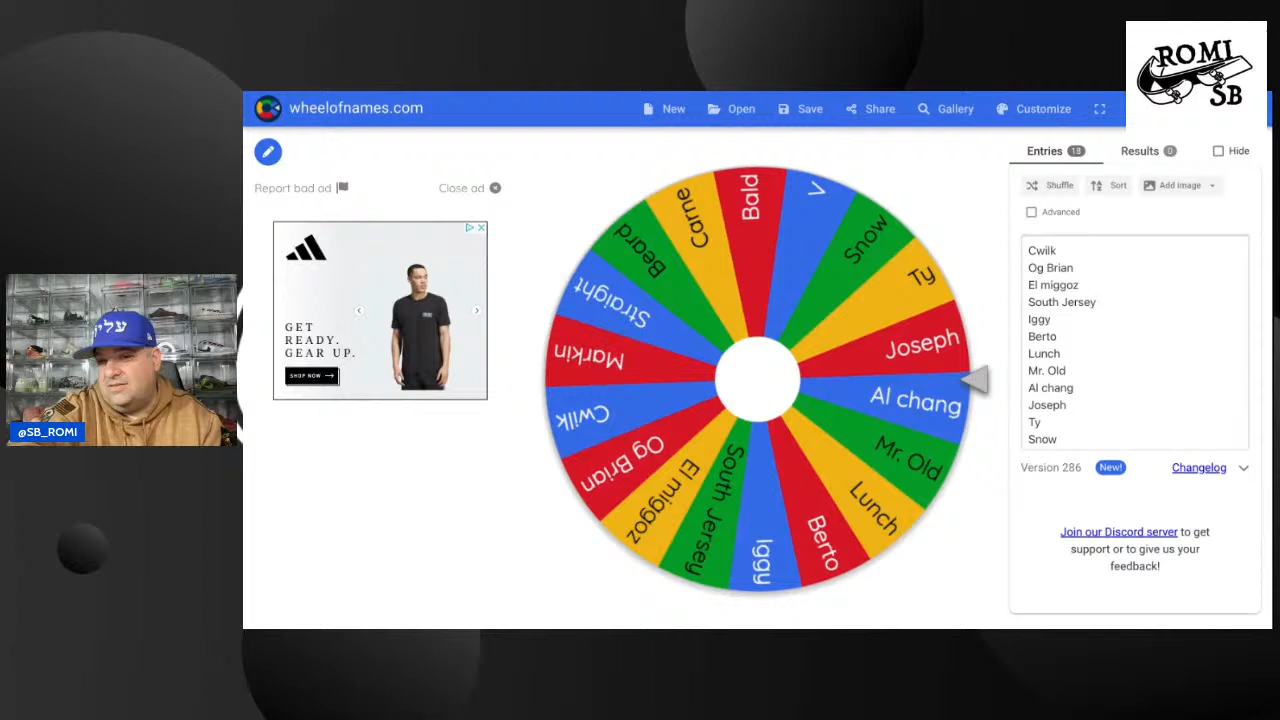 ROMI
SB
wheelofnames.com
New
Open
Save
Share
Gallery
Customize
Entries 18
Results 0
Hide
Report bad ad
Close ad
Shuffle
Sort
Add image
Advanced
GET
READY.
GEAR UP.
SHOP NOW
Bald
V
Snow
Ty
Joseph
Al chang
Mr. Old
Lunch
Berto
Iggy
South Jersey
El miggoz
Og Brian
Cwilk
Markin
Straight
Beard
Carne
Cwilk
Og Brian
El miggoz
South Jersey
Iggy
Berto
Lunch
Mr. Old
Al chang
Joseph
Ty
Snow
Version 286
New!
Changelog
Join our Discord server to get
support or to give us your
feedback!
עליה
@SB_ROMI